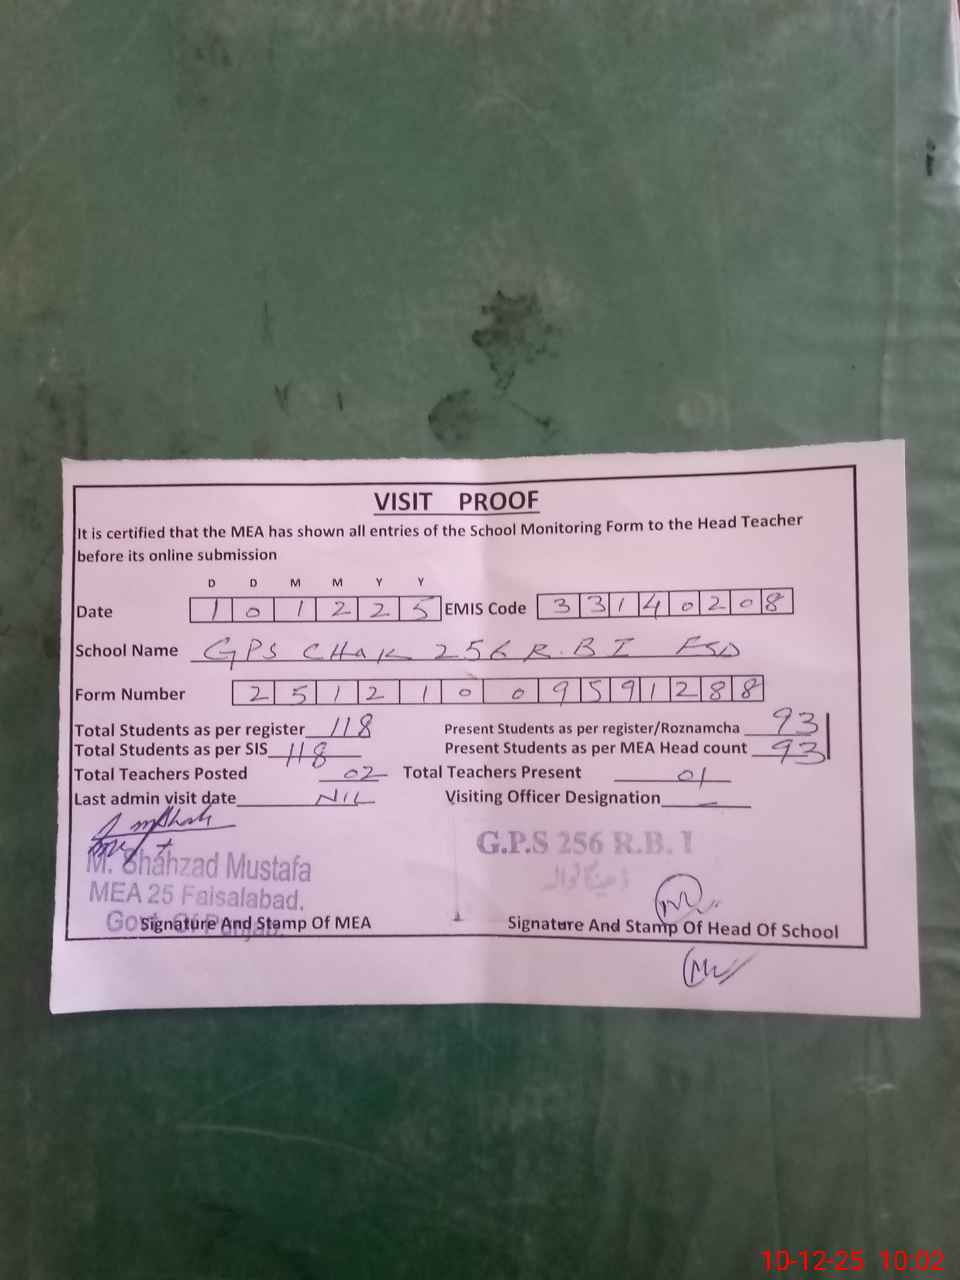 VISIT PROOF
It is certified that the MEA has shown all entries of the School Monitoring Form to the Head Teacher
before its online submission
D D M M Y Y
Date 1 0 1 2 2 5 EMIS Code 3 3 1 4 0 2 0 8
School Name GPS CHAK 256 R.B I FSD
Form Number 2 5 1 2 1 0 0 9 5 9 1 2 8 8
Total Students as per register 118 Present Students as per register/Roznamcha 93
Total Students as per SIS 118 Present Students as per MEA Head count 93
Total Teachers Posted 02 Total Teachers Present 01
Last admin visit date NIL Visiting Officer Designation –
M. Shahzad Mustafa
MEA 25 Faisalabad.
Govt. Of Punjab.
Signature And Stamp Of MEA
G.P.S 256 R.B. I
Signature And Stamp Of Head Of School
10-12-25 10:02